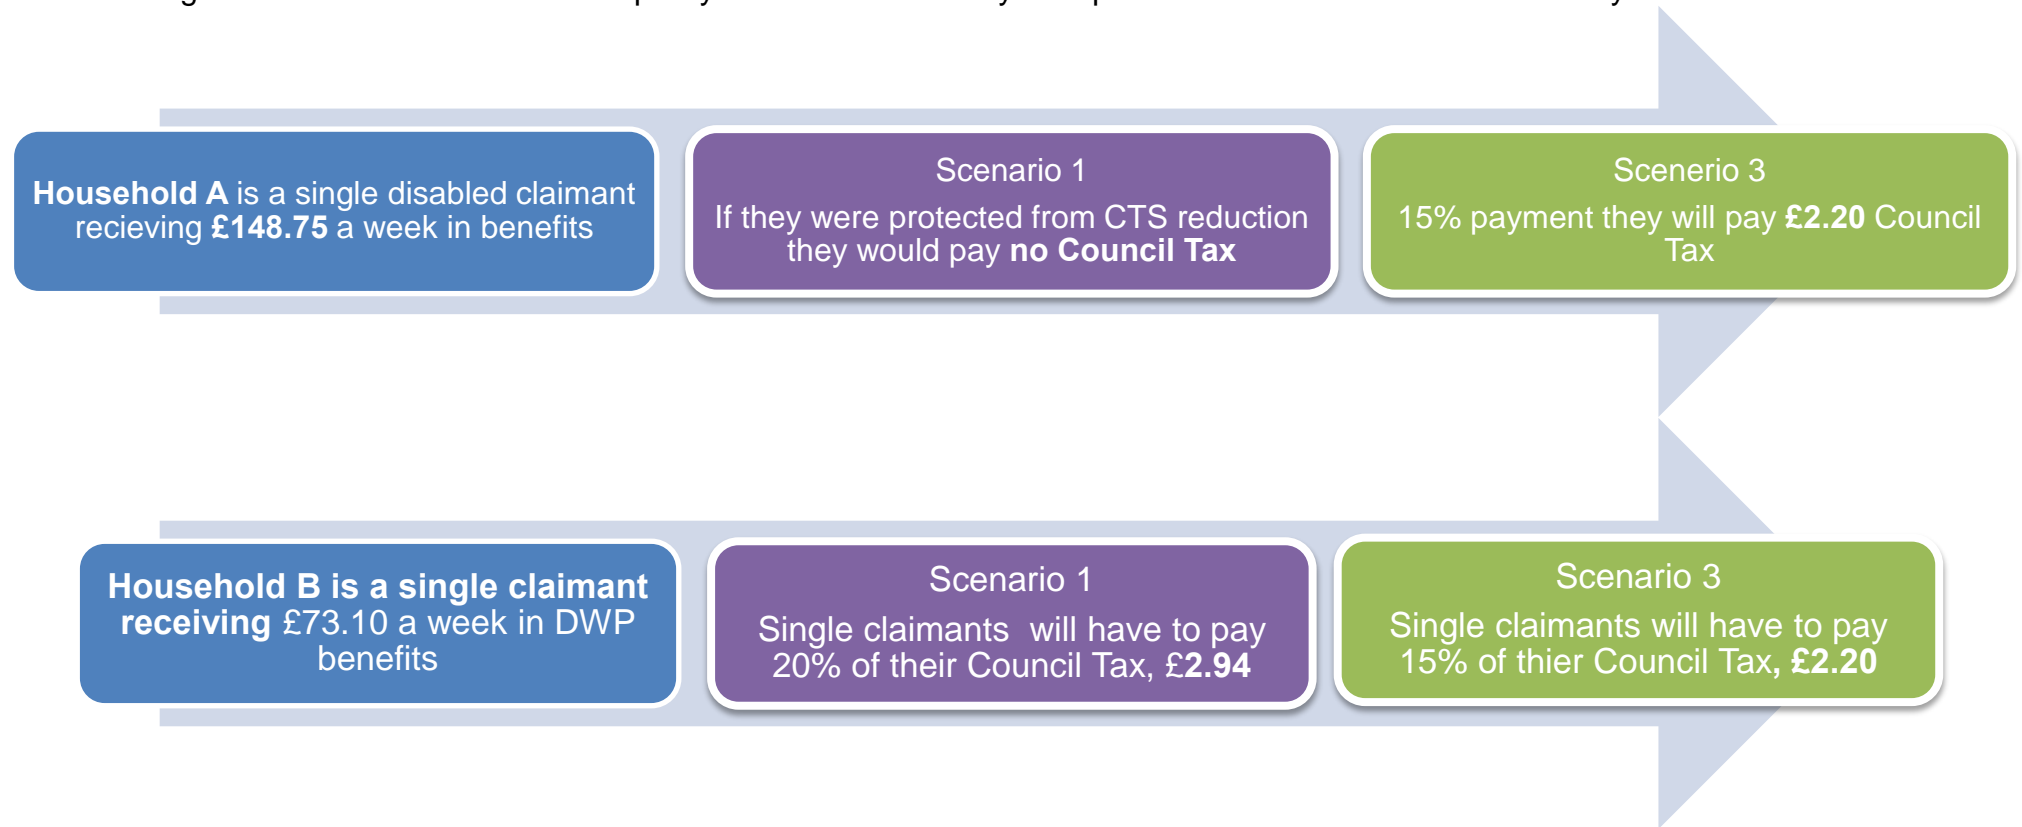 Household A is a single disabled claimant
recieving £148.75 a week in benefits
Scenario 1
If they were protected from CTS reduction
they would pay no Council Tax
Scenerio 3
15% payment they will pay £2.20 Council
Tax
Household B is a single claimant
receiving £73.10 a week in DWP
benefits
Scenario 1
Single claimants  will have to pay
20% of their Council Tax, £2.94
Scenario 3
Single claimants will have to pay
15% of thier Council Tax, £2.20